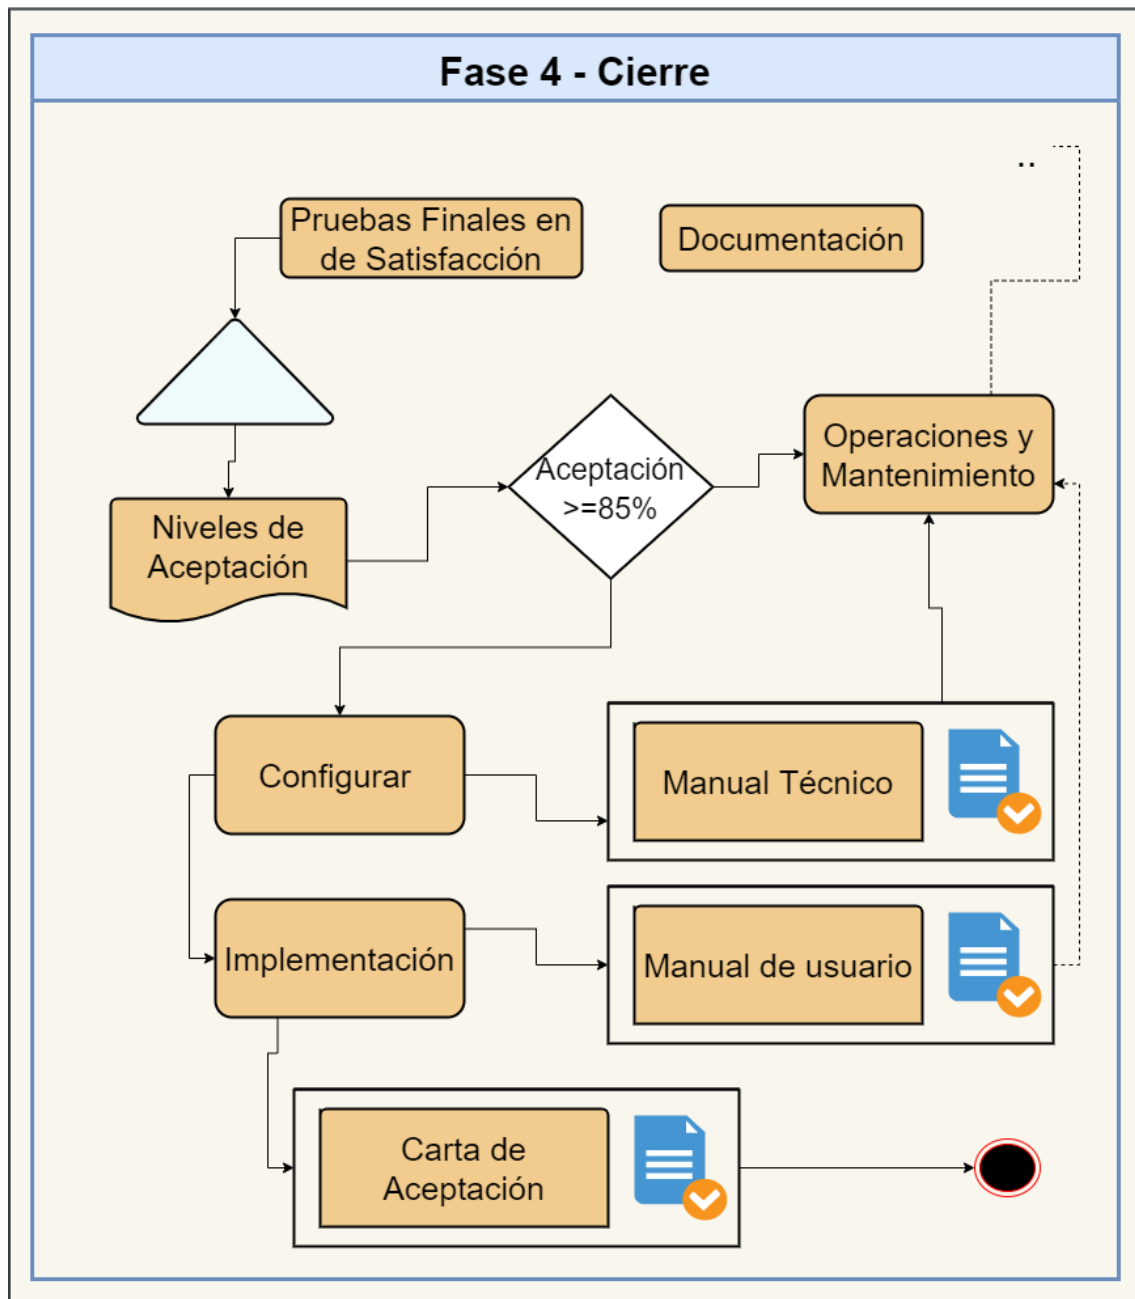 Fase 4 - Cierre
..
Pruebas Finales en
de Satisfacción
Documentación
Operaciones y
Mantenimiento
Aceptación
>=85%
Niveles de
Aceptación
Configurar
Manual Técnico
Implementación
Manual de usuario
Carta de
Aceptación